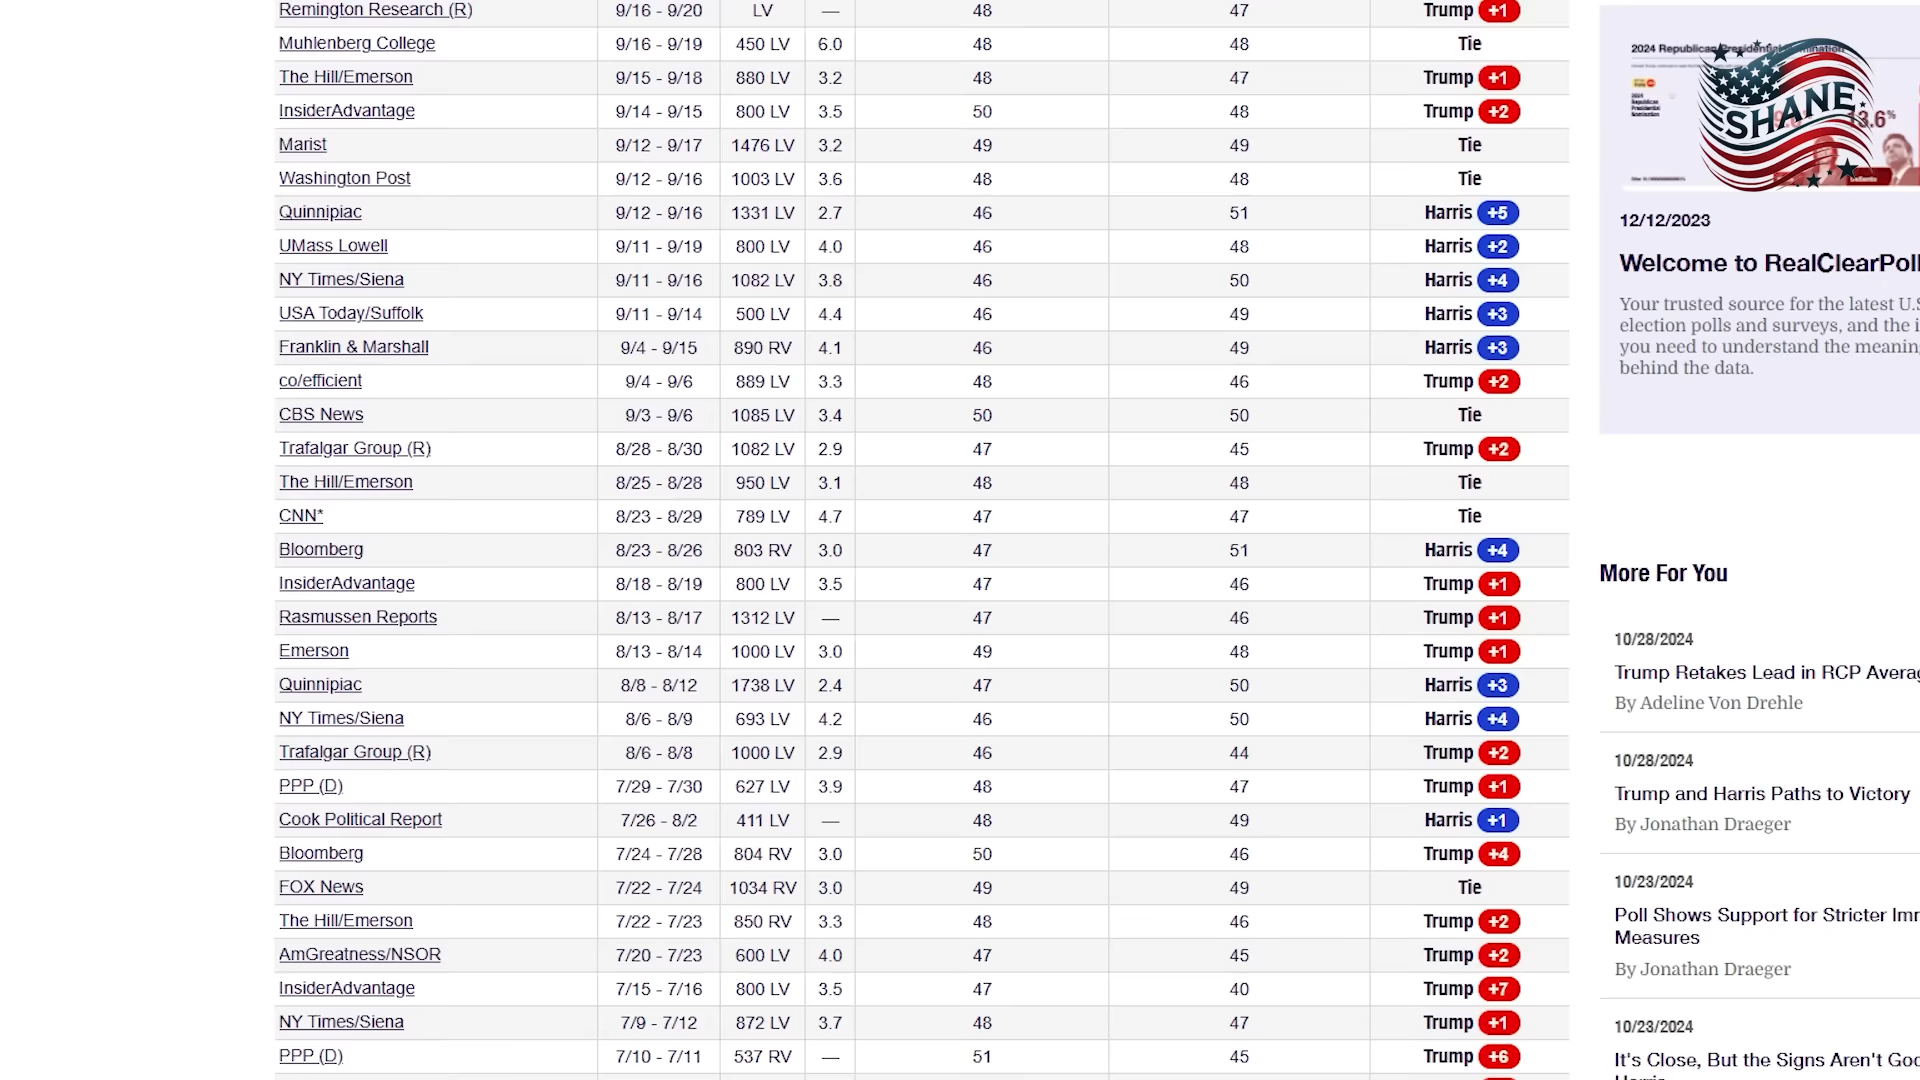 Remington Research (R) 9/16 - 9/20 LV — 48 47 Trump +1
Muhlenberg College 9/16 - 9/19 450 LV 6.0 48 48 Tie
The Hill/Emerson 9/15 - 9/18 880 LV 3.2 48 47 Trump +1
InsiderAdvantage 9/14 - 9/15 800 LV 3.5 50 48 Trump +2
Marist 9/12 - 9/17 1476 LV 3.2 49 49 Tie
Washington Post 9/12 - 9/16 1003 LV 3.6 48 48 Tie
Quinnipiac 9/12 - 9/16 1331 LV 2.7 46 51 Harris +5
UMass Lowell 9/11 - 9/19 800 LV 4.0 46 48 Harris +2
NY Times/Siena 9/11 - 9/16 1082 LV 3.8 46 50 Harris +4
USA Today/Suffolk 9/11 - 9/14 500 LV 4.4 46 49 Harris +3
Franklin & Marshall 9/4 - 9/15 890 RV 4.1 46 49 Harris +3
co/efficient 9/4 - 9/6 889 LV 3.3 48 46 Trump +2
CBS News 9/3 - 9/6 1085 LV 3.4 50 50 Tie
Trafalgar Group (R) 8/28 - 8/30 1082 LV 2.9 47 45 Trump +2
The Hill/Emerson 8/25 - 8/28 950 LV 3.1 48 48 Tie
CNN* 8/23 - 8/29 789 LV 4.7 47 47 Tie
Bloomberg 8/23 - 8/26 803 RV 3.0 47 51 Harris +4
InsiderAdvantage 8/18 - 8/19 800 LV 3.5 47 46 Trump +1
Rasmussen Reports 8/13 - 8/17 1312 LV — 47 46 Trump +1
Emerson 8/13 - 8/14 1000 LV 3.0 49 48 Trump +1
Quinnipiac 8/8 - 8/12 1738 LV 2.4 47 50 Harris +3
NY Times/Siena 8/6 - 8/9 693 LV 4.2 46 50 Harris +4
Trafalgar Group (R) 8/6 - 8/8 1000 LV 2.9 46 44 Trump +2
PPP (D) 7/29 - 7/30 627 LV 3.9 48 47 Trump +1
Cook Political Report 7/26 - 8/2 411 LV — 48 49 Harris +1
Bloomberg 7/24 - 7/28 804 RV 3.0 50 46 Trump +4
FOX News 7/22 - 7/24 1034 RV 3.0 49 49 Tie
The Hill/Emerson 7/22 - 7/23 850 RV 3.3 48 46 Trump +2
AmGreatness/NSOR 7/20 - 7/23 600 LV 4.0 47 45 Trump +2
InsiderAdvantage 7/15 - 7/16 800 LV 3.5 47 40 Trump +7
NY Times/Siena 7/9 - 7/12 872 LV 3.7 48 47 Trump +1
PPP (D) 7/10 - 7/11 537 RV — 51 45 Trump +6
2024 Republican Presidential Nomination
SHANE
13.6%
12/12/2023
Welcome to RealClearPoll
Your trusted source for the latest U.S
election polls and surveys, and the i
you need to understand the meaning
behind the data.
More For You
10/28/2024
Trump Retakes Lead in RCP Averag
By Adeline Von Drehle
10/28/2024
Trump and Harris Paths to Victory
By Jonathan Draeger
10/23/2024
Poll Shows Support for Stricter Imm
Measures
By Jonathan Draeger
10/23/2024
It's Close, But the Signs Aren't Goo